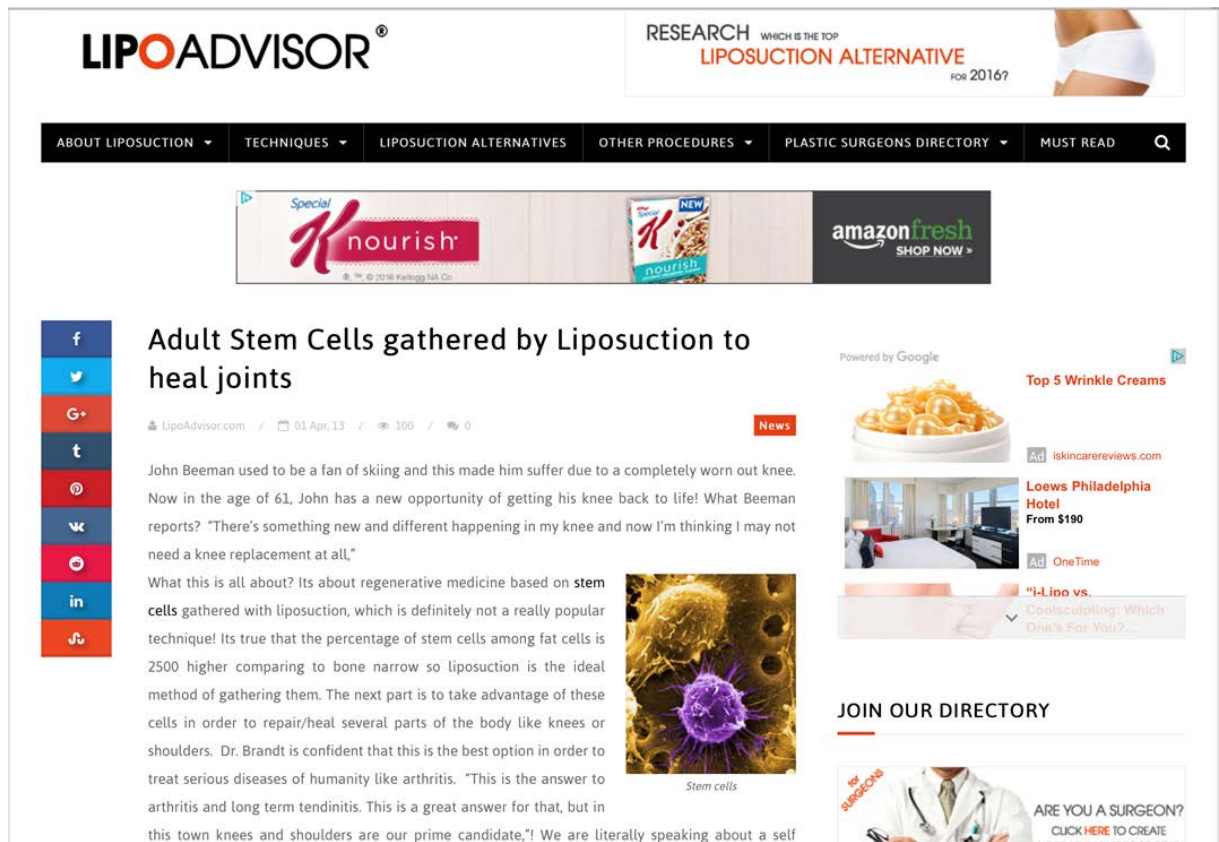 LIPOADVISOR®
RESEARCH WHICH IS THE TOP
LIPOSUCTION ALTERNATIVE
FOR 2016?
ABOUT LIPOSUCTION TECHNIQUES LIPOSUCTION ALTERNATIVES OTHER PROCEDURES PLASTIC SURGEONS DIRECTORY MUST READ
Special
K nourish
®, ™, © 2016 Kellogg NA Co.
Special
K
NEW
nourish
amazonfresh
SHOP NOW »
f
G+
t
in
Adult Stem Cells gathered by Liposuction to
heal joints
LipoAdvisor.com / 01 Apr, 13 / 100 / 0
News
John Beeman used to be a fan of skiing and this made him suffer due to a completely worn out knee.
Now in the age of 61, John has a new opportunity of getting his knee back to life! What Beeman
reports? “There’s something new and different happening in my knee and now I’m thinking I may not
need a knee replacement at all,”
What this is all about? Its about regenerative medicine based on stem
cells gathered with liposuction, which is definitely not a really popular
technique! Its true that the percentage of stem cells among fat cells is
2500 higher comparing to bone narrow so liposuction is the ideal
method of gathering them. The next part is to take advantage of these
cells in order to repair/heal several parts of the body like knees or
shoulders. Dr. Brandt is confident that this is the best option in order to
treat serious diseases of humanity like arthritis. “This is the answer to
arthritis and long term tendinitis. This is a great answer for that, but in
this town knees and shoulders are our prime candidate,”! We are literally speaking about a self
Stem cells
Powered by Google
Top 5 Wrinkle Creams
Ad iskincarereviews.com
Loews Philadelphia
Hotel
From $190
Ad OneTime
“i-Lipo vs.
Coolsculpting: Which
One’s For You?...
JOIN OUR DIRECTORY
for
SURGEONS
ARE YOU A SURGEON?
CLICK HERE TO CREATE